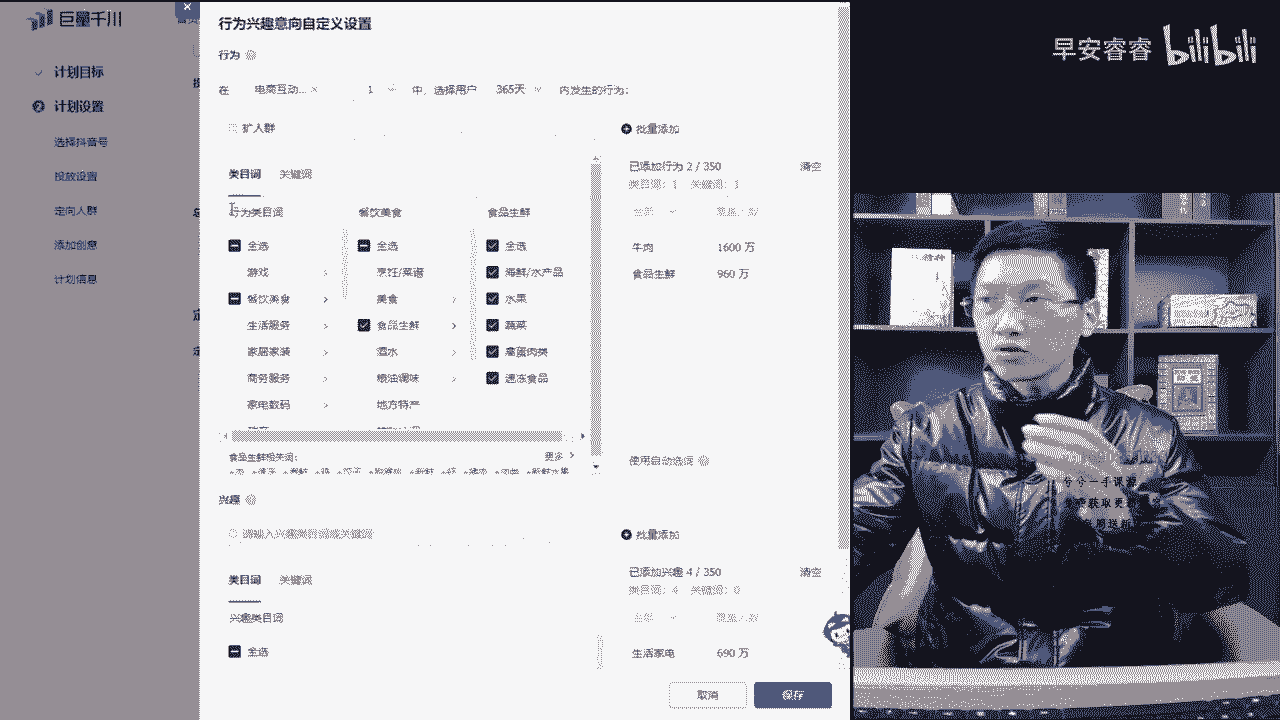 巨量千川
行为兴趣意向自定义设置
行为
计划目标
在 电商互动... × 1 中，选择用户 365天 内发生的行为：
计划设置
扩人群
批量添加
选择抖音号
类目词 关键词
已添加行为 2 / 350 清空
类目词：1 关键词：1
投放设置
行为类目词 餐饮美食 食品生鲜
定向人群
全选 全选 全选
牛肉 1600 万
添加创意
游戏 烹饪/菜谱 海鲜/水产品
食品生鲜 960 万
计划信息
餐饮美食 美食 水果
生活服务 食品生鲜 蔬菜
家居家装 酒水 禽蛋肉类
商务服务 粮油调味 速冻食品
家电数码 地方特产
食品生鲜相关词： 更多
使用自动选词
兴趣
请输入兴趣类目词或关键词
批量添加
类目词 关键词
已添加兴趣 4 / 350 清空
关键词：0
兴趣类目词
全选
生活家电 690 万
取消 保存
早安睿睿 bilibili